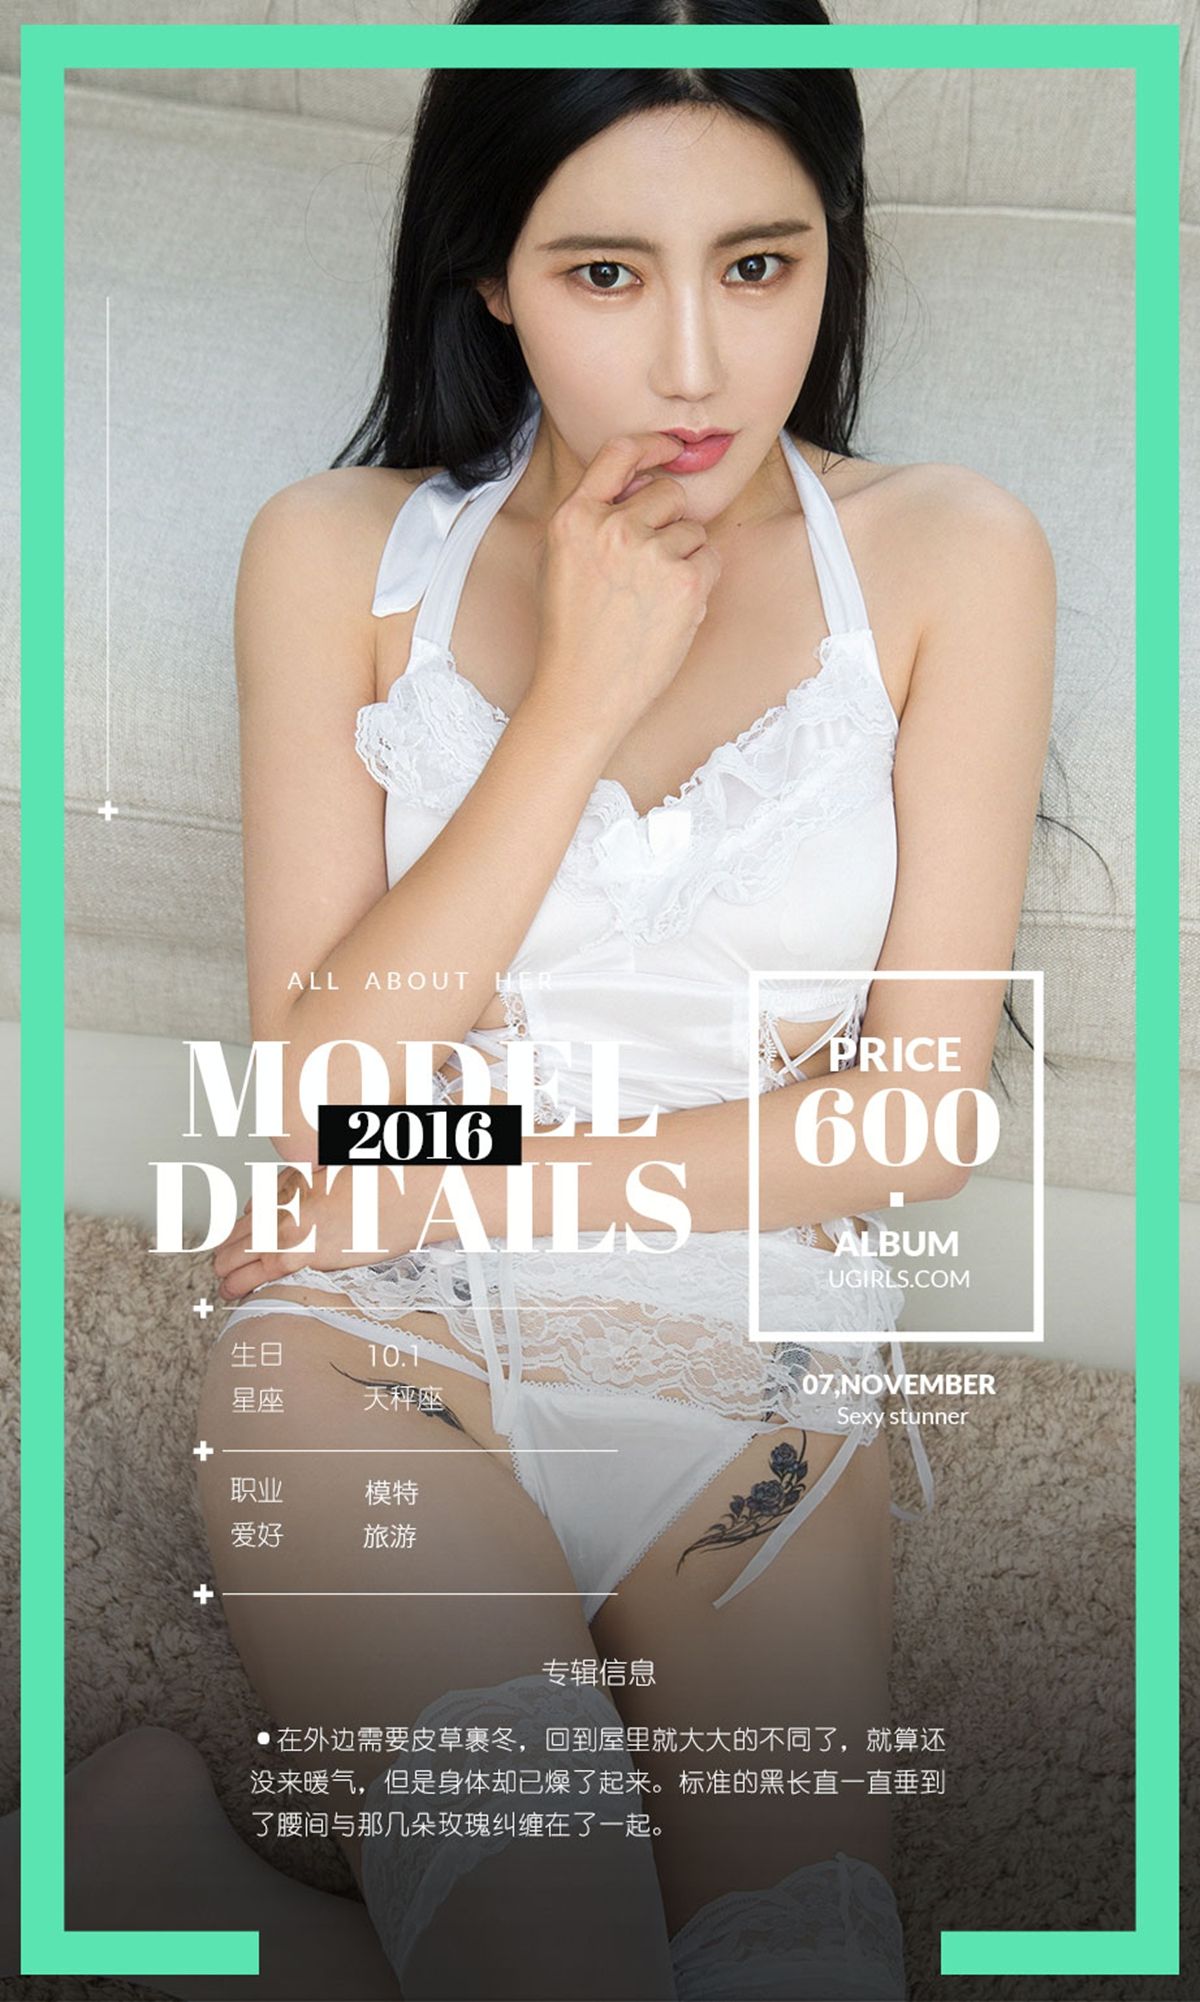 ALL ABOUT HER
MODEL
2016
DETAILS
PRICE
600
ALBUM
UGIRLS.COM
07,NOVEMBER
Sexy stunner
生日 10.1
星座 天秤座
职业 模特
爱好 旅游
专辑信息
•在外边需要皮草裹冬，回到屋里就大大的不同了，就算还
没来暖气，但是身体却已燥了起来。标准的黑长直一直垂到
了腰间与那几朵玫瑰纠缠在了一起。